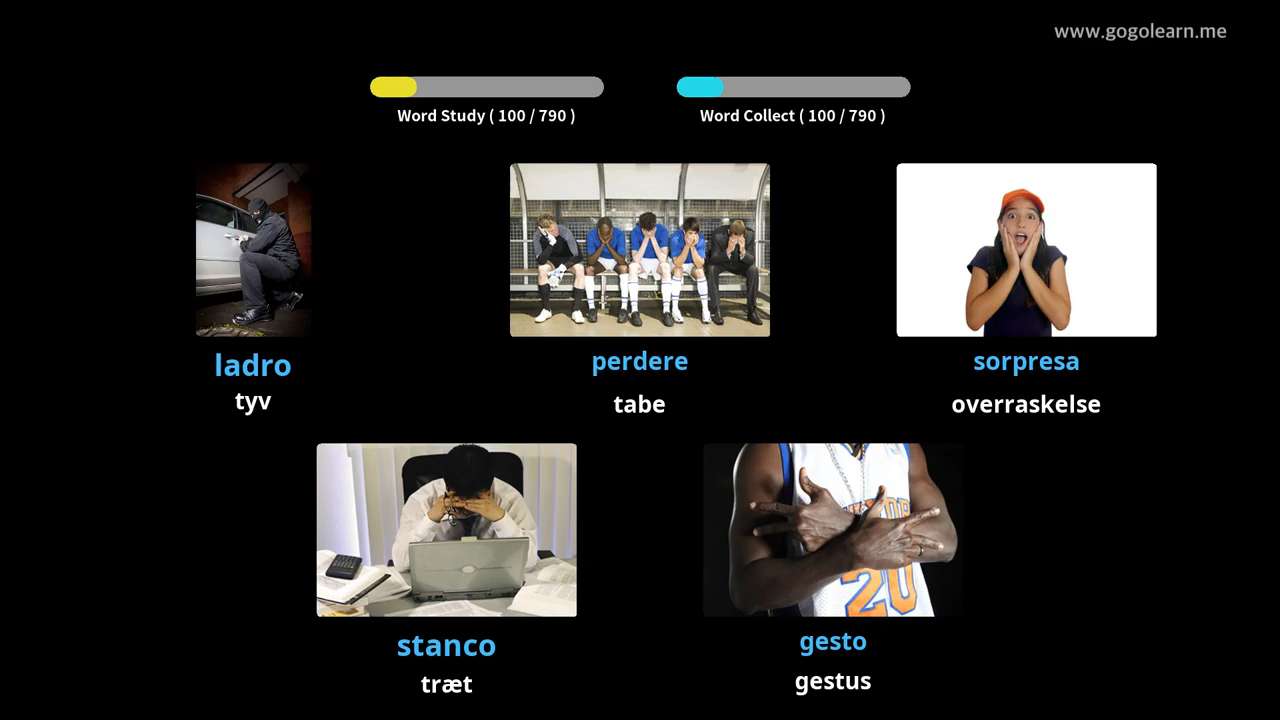 www.gogolearn.me
Word Study ( 100 / 790 )
Word Collect ( 100 / 790 )
ladro
tyv
perdere
tabe
sorpresa
overraskelse
stanco
træt
gesto
gestus
20